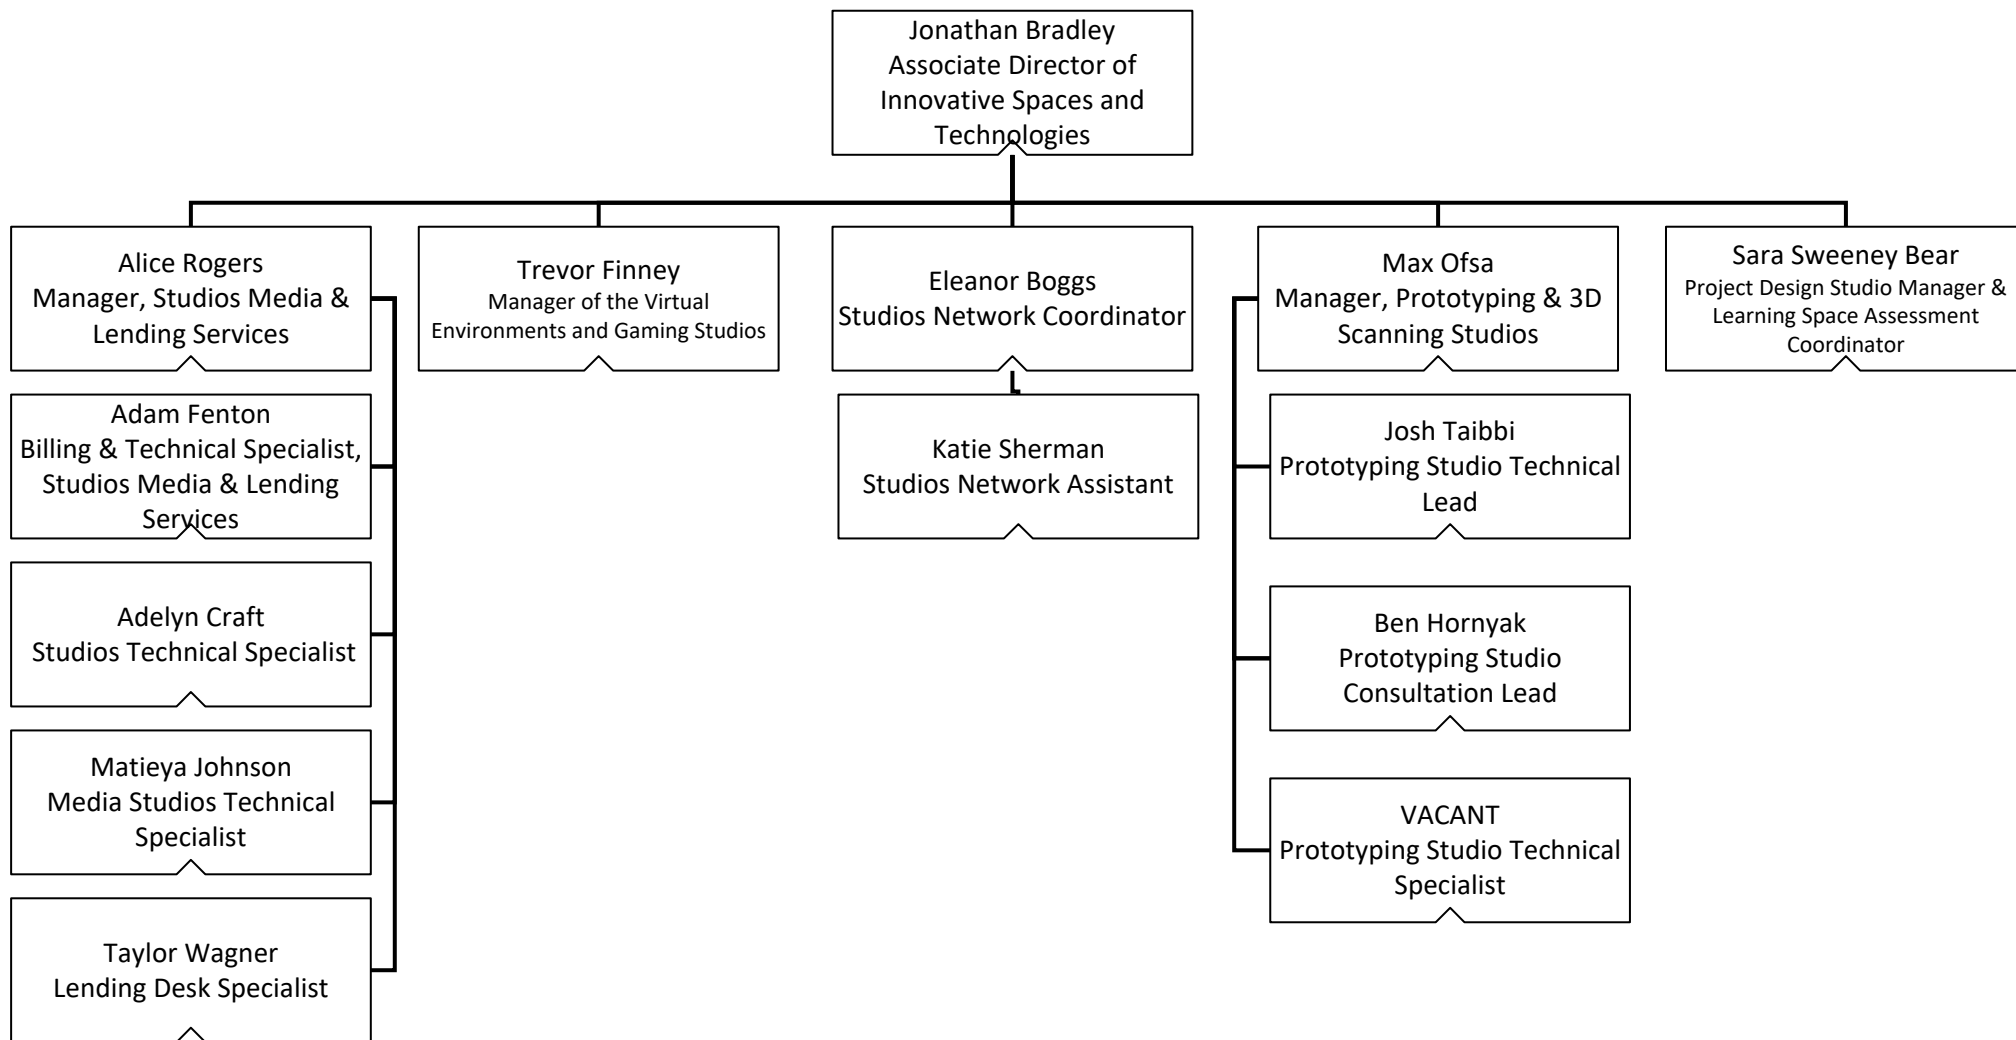 Jonathan Bradley
Associate Director of
Innovative Spaces and
Technologies
Alice Rogers
Manager, Studios Media &
Lending Services
Trevor Finney
Manager of the Virtual
Environments and Gaming Studios
Eleanor Boggs
Studios Network Coordinator
Max Ofsa
Manager, Prototyping & 3D
Scanning Studios
Sara Sweeney Bear
Project Design Studio Manager &
Learning Space Assessment
Coordinator
Adam Fenton
Billing & Technical Specialist,
Studios Media & Lending
Services
Katie Sherman
Studios Network Assistant
Josh Taibbi
Prototyping Studio Technical
Lead
Adelyn Craft
Studios Technical Specialist
Ben Hornyak
Prototyping Studio
Consultation Lead
Matieya Johnson
Media Studios Technical
Specialist
VACANT
Prototyping Studio Technical
Specialist
Taylor Wagner
Lending Desk Specialist